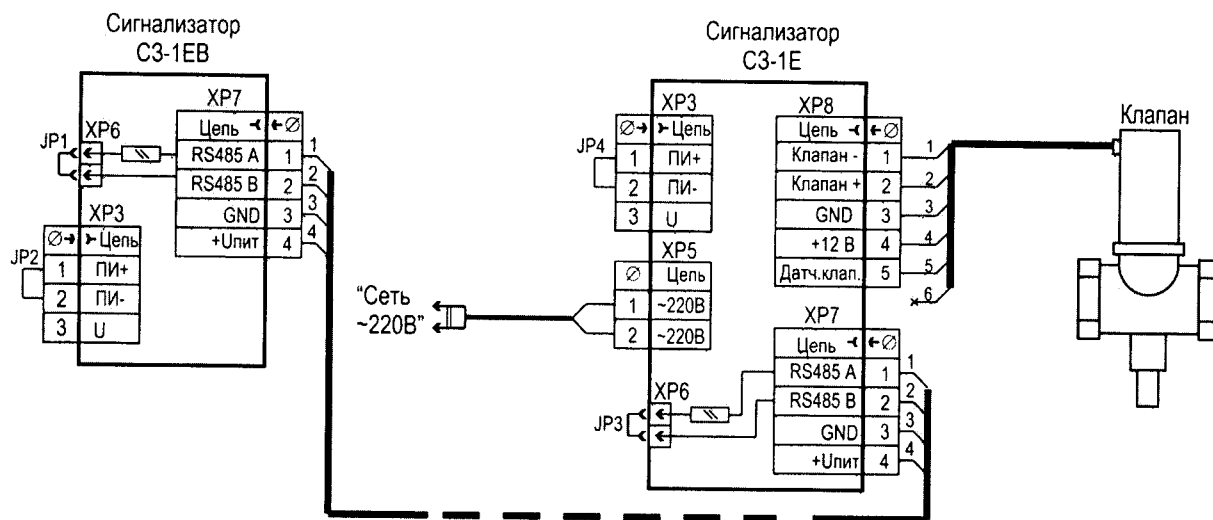 Сигнализатор
СЗ-1ЕВ
XP7
Цепь
RS485 A 1 1
RS485 B 2 2
GND 3 3
+Uпит 4 4
JP1
XP6
XP3
Цепь
JP2
1 ПИ+
2 ПИ-
3 U
"Сеть
~220В"
Сигнализатор
СЗ-1Е
XP3
Цепь
JP4
1 ПИ+
2 ПИ-
3 U
XP5
Цепь
1 ~220В
2 ~220В
XP8
Цепь
Клапан - 1 1
Клапан + 2 2
GND 3 3
+12 В 4 4
Датч.клап. 5 5
6
XP7
Цепь
RS485 A 1 1
RS485 B 2 2
GND 3 3
+Uпит 4 4
XP6
JP3
Клапан